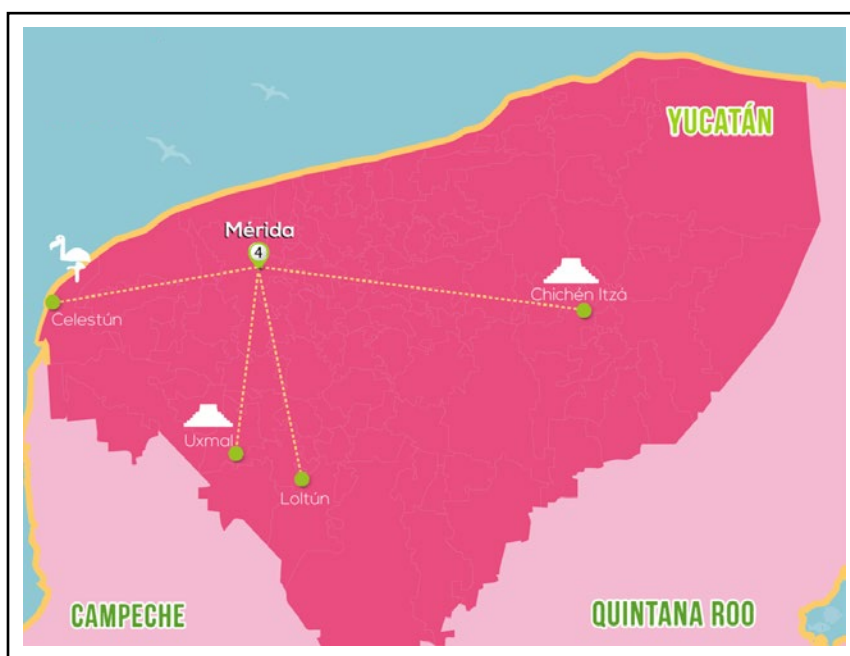 YUCATÁN
Mérida
4
Chichén Itzá
Celestún
Uxmal
Loltún
CAMPECHE
QUINTANA ROO